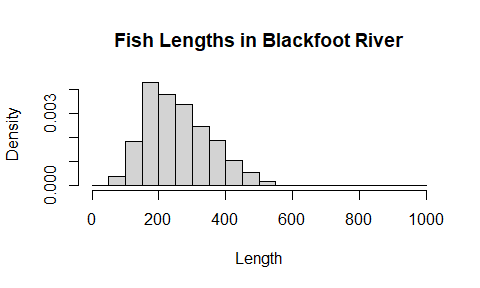 Fish Lengths in Blackfoot River
Density
0.003
0.000
0 200 400 600 800 1000
Length